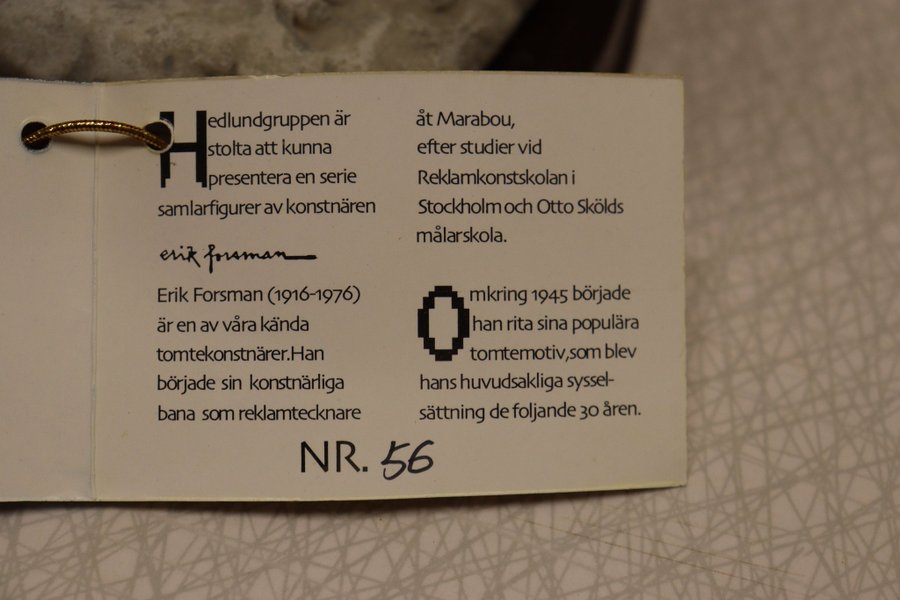 Hedlundgruppen är
stolta att kunna
presentera en serie
samlarfigurer av konstnären
erik forsman
Erik Forsman (1916-1976)
är en av våra kända
tomtekonstnärer.Han
började sin konstnärliga
bana som reklamtecknare
åt Marabou,
efter studier vid
Reklamkonstskolan i
Stockholm och Otto Skölds
målarskola.
Omkring 1945 började
han rita sina populära
tomtemotiv,som blev
hans huvudsakliga syssel-
sättning de foljande 30 åren.
NR. 56